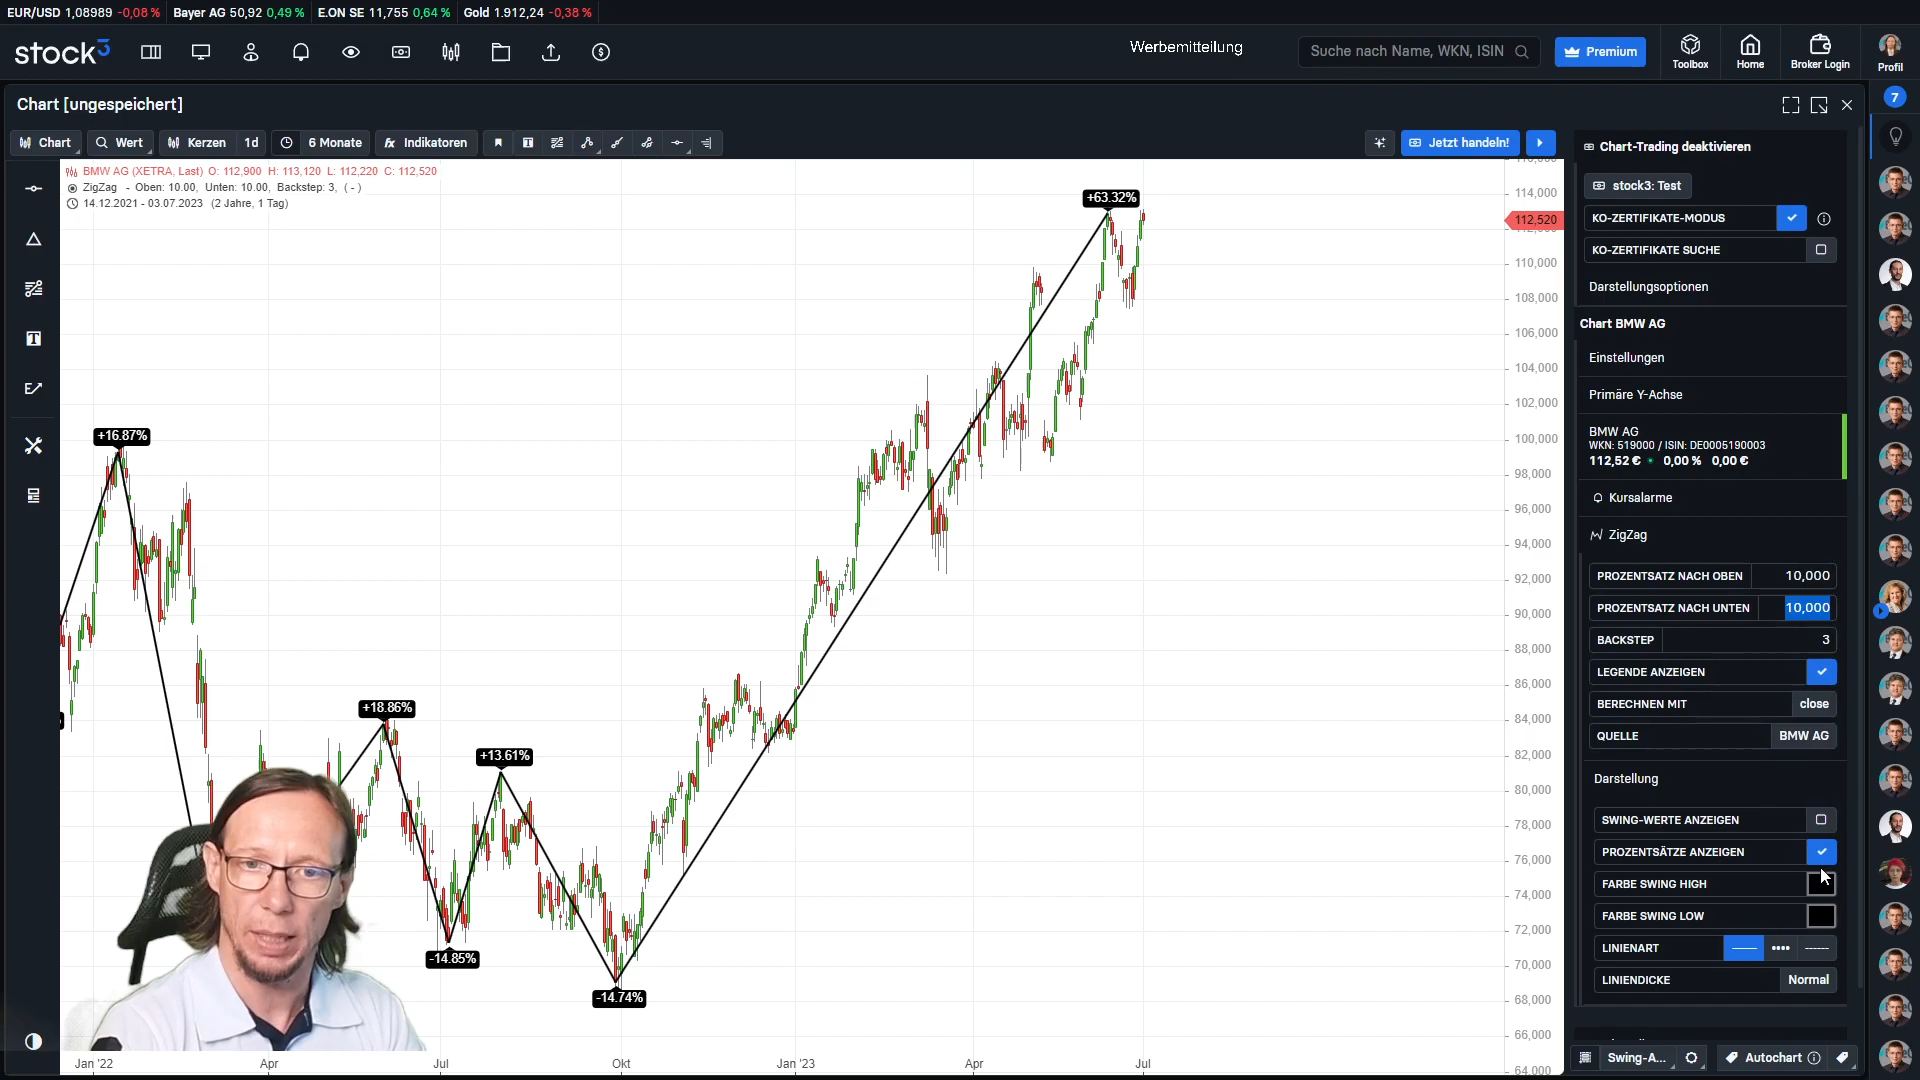 EUR/USD 1,08989 -0,08 % Bayer AG 50,92 0,49 % E.ON SE 11,755 0,64 % Gold 1.912,24 -0,38 %
stock3
Werbemitteilung
Suche nach Name, WKN, ISIN
Premium
Toolbox
Home
Broker Login
Profil
Chart [ungespeichert]
7
Chart
Wert
Kerzen
1d
6 Monate
fx Indikatoren
Jetzt handeln!
BMW AG (XETRA, Last) O: 112,900 H: 113,120 L: 112,220 C: 112,520
ZigZag - Oben: 10.00, Unten: 10.00, Backstep: 3, ( - )
14.12.2021 - 03.07.2023 (2 Jahre, 1 Tag)
+63.32%
+16.87%
+18.86%
+13.61%
-14.85%
-14.74%
114,000
112,520
110,000
108,000
106,000
104,000
102,000
100,000
98,000
96,000
94,000
92,000
90,000
88,000
86,000
84,000
82,000
80,000
78,000
76,000
74,000
72,000
70,000
68,000
66,000
64,000
Jan '22
Apr
Jul
Okt
Jan '23
Apr
Jul
Chart-Trading deaktivieren
stock3: Test
KO-ZERTIFIKATE-MODUS
KO-ZERTIFIKATE SUCHE
Darstellungsoptionen
Chart BMW AG
Einstellungen
Primäre Y-Achse
BMW AG
WKN: 519000 / ISIN: DE0005190003
112,52 € 0,00 % 0,00 €
Kursalarme
ZigZag
PROZENTSATZ NACH OBEN 10,000
PROZENTSATZ NACH UNTEN 10,000
BACKSTEP 3
LEGENDE ANZEIGEN
BERECHNEN MIT close
QUELLE BMW AG
Darstellung
SWING-WERTE ANZEIGEN
PROZENTSÄTZE ANZEIGEN
FARBE SWING HIGH
FARBE SWING LOW
LINIENART
LINIENDICKE Normal
Swing-A...
Autochart